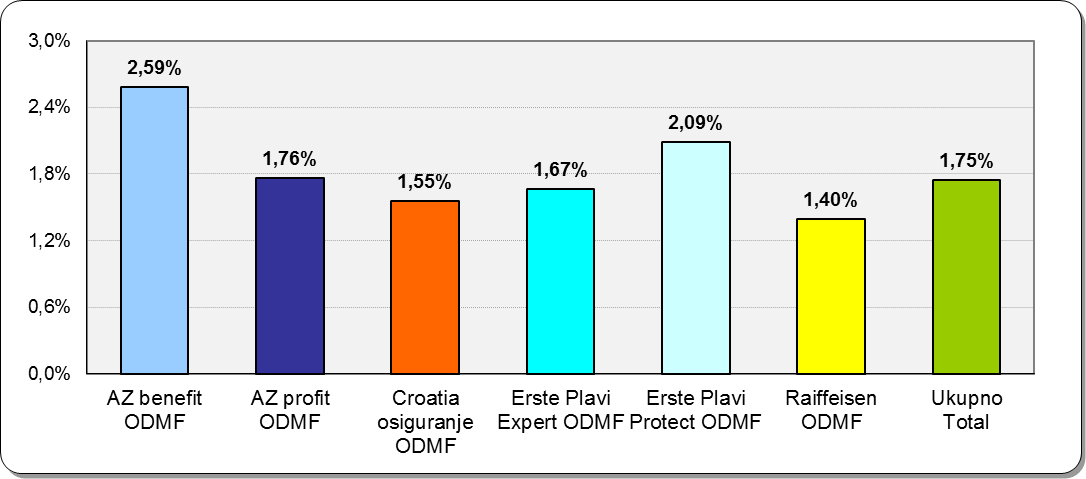 3,0%
2,4%
1,8%
1,2%
0,6%
0,0%
2,59%
1,76%
1,55%
1,67%
2,09%
1,40%
1,75%
AZ benefit
ODMF
AZ profit
ODMF
Croatia
osiguranje
ODMF
Erste Plavi
Expert ODMF
Erste Plavi
Protect ODMF
Raiffeisen
ODMF
Ukupno
Total